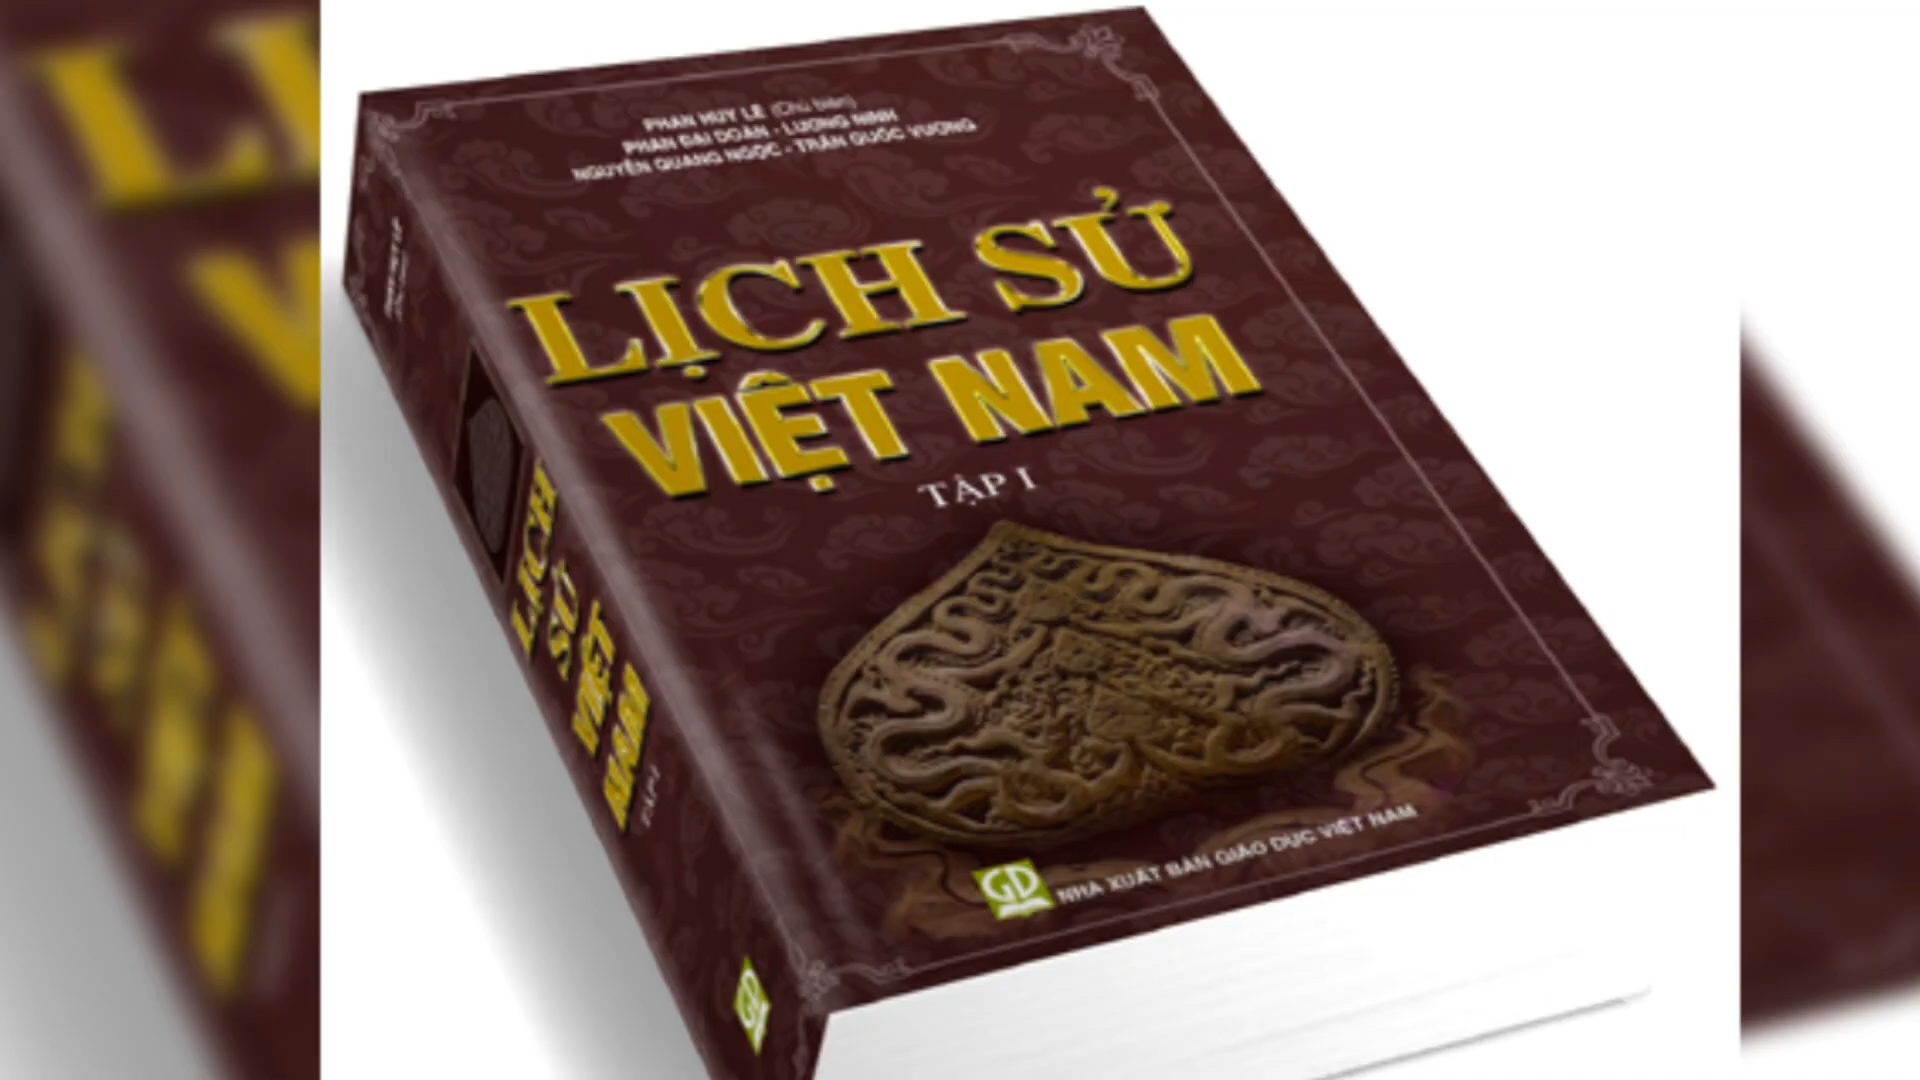 PHAN HUY LÊ (Chủ biên)
PHAN ĐẠI DOÃN - LƯƠNG NINH
NGUYỄN QUANG NGỌC - TRẦN QUỐC VƯỢNG
LỊCH SỬ
VIỆT NAM
TẬP I
GD NHÀ XUẤT BẢN GIÁO DỤC VIỆT NAM
LỊCH
SỬ
VIỆT
NAM
TẬP I
GD